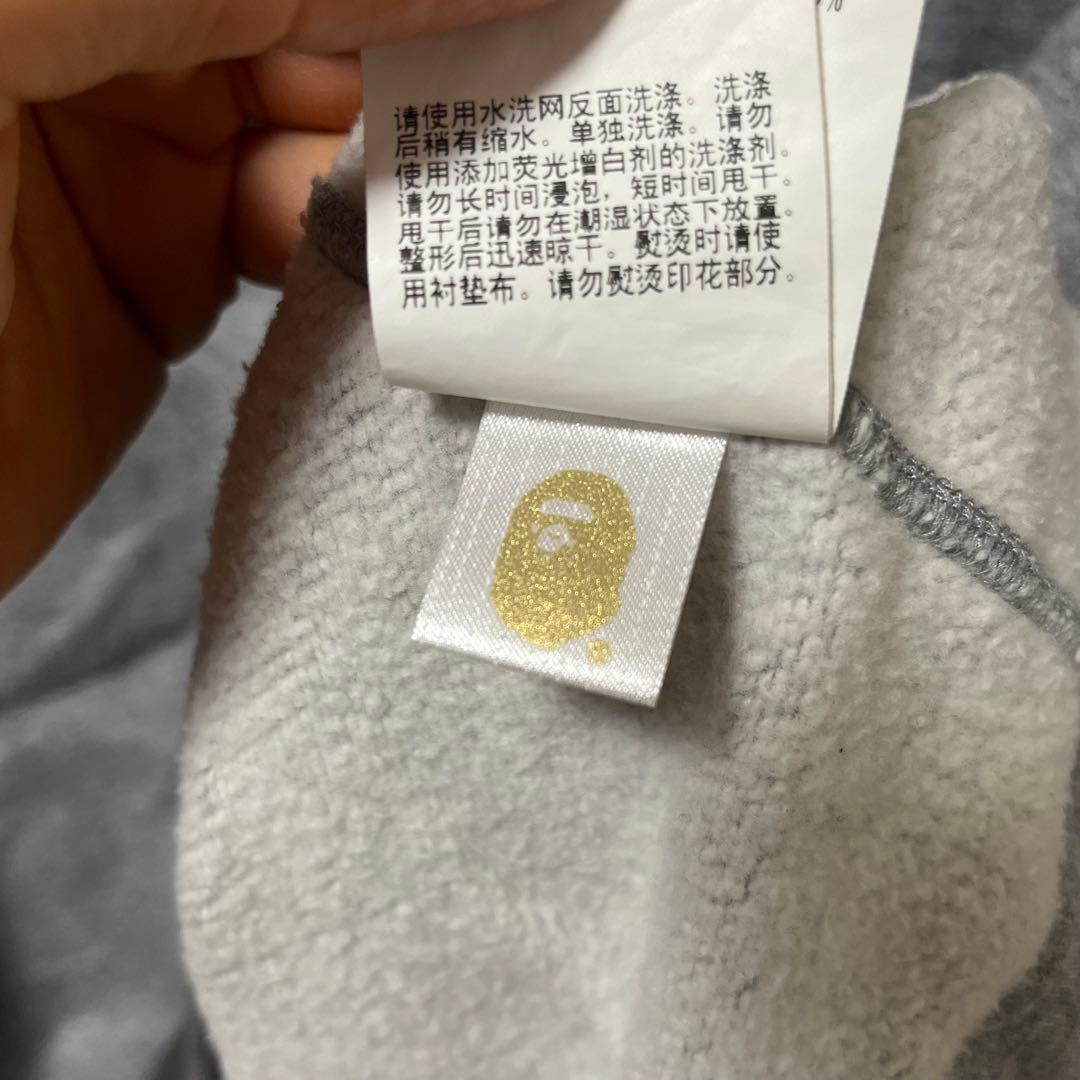 %
请使用水洗网反面洗涤。洗涤
后稍有缩水。单独洗涤。请勿
使用添加荧光增白剂的洗涤剂。
请勿长时间浸泡，短时间甩干。
甩干后请勿在潮湿状态下放置。
整形后迅速晾干。熨烫时请使
用衬垫布。请勿熨烫印花部分。